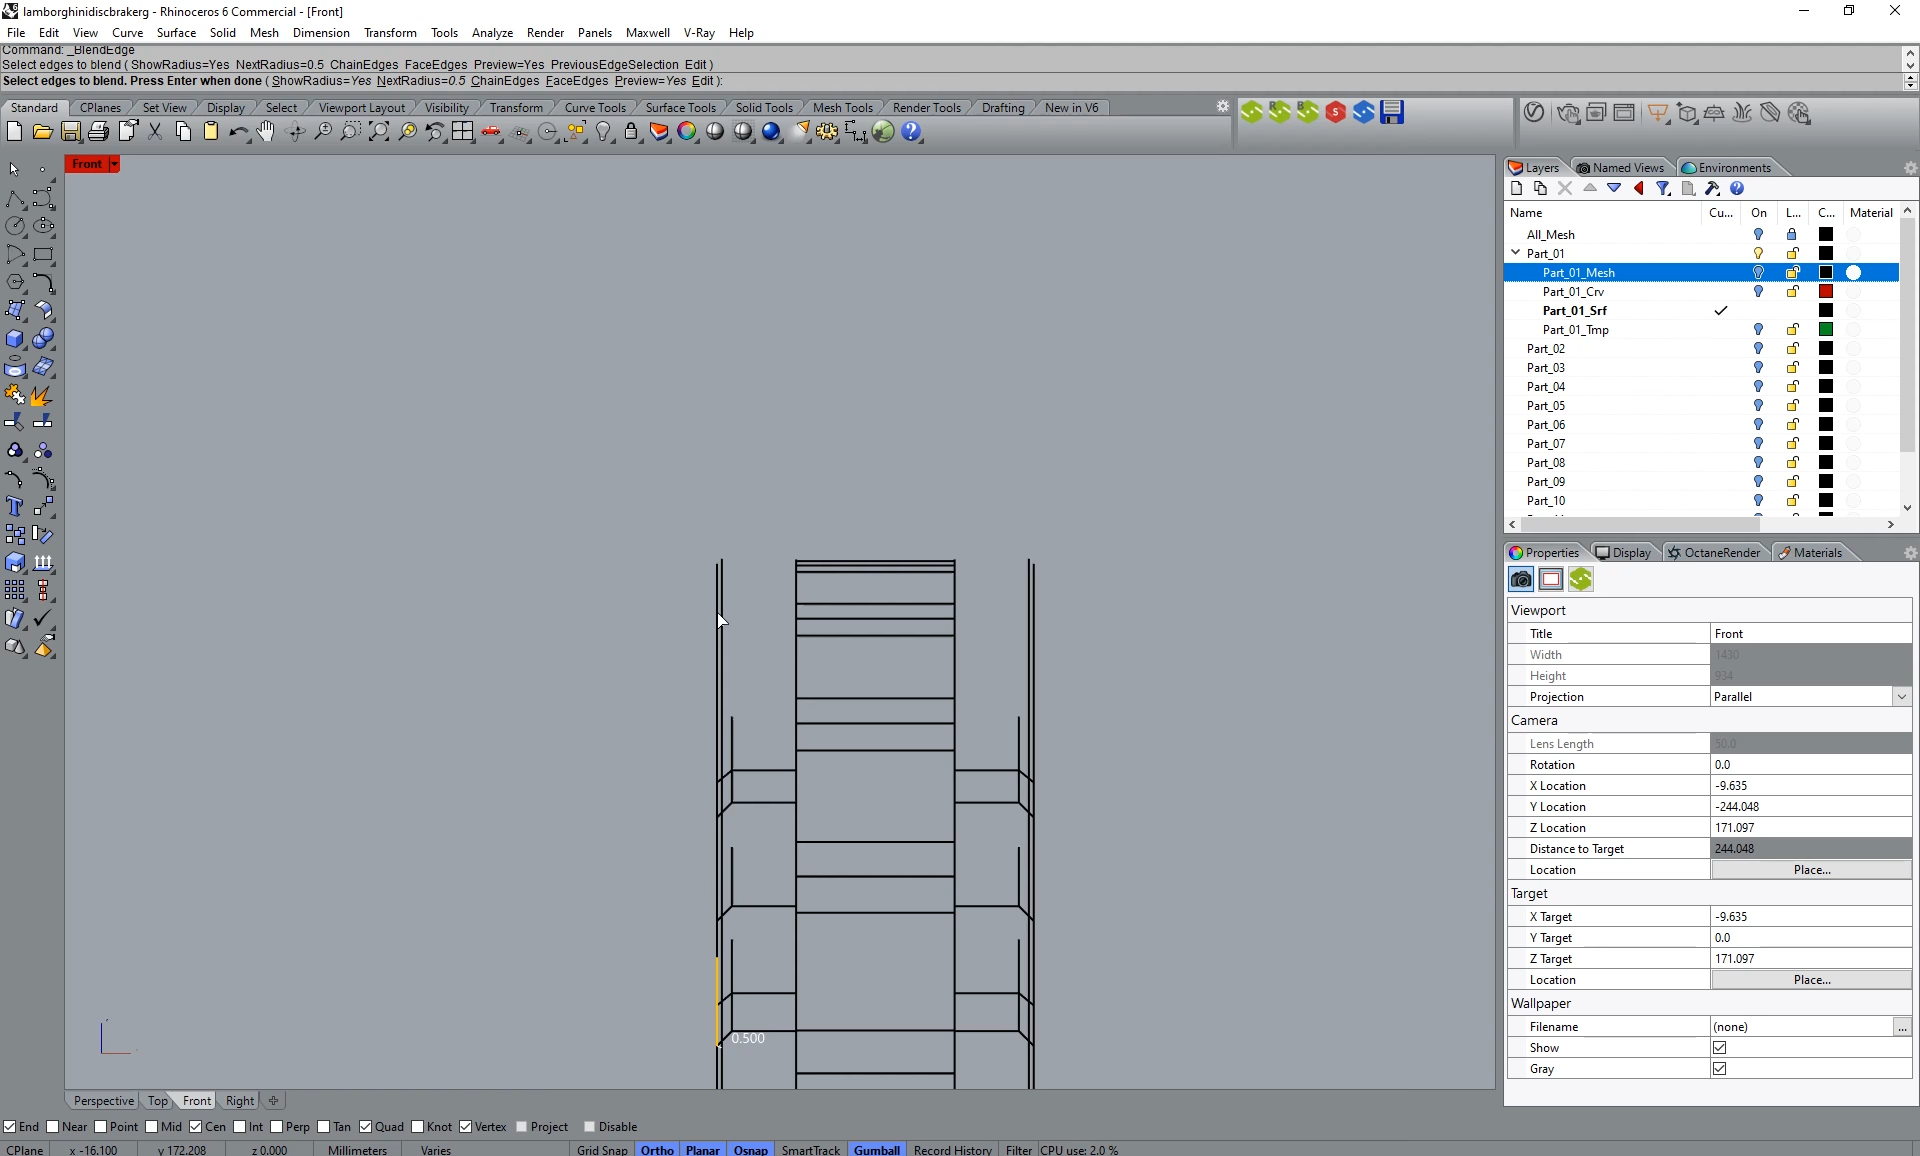 lamborghinidiscbrakerg - Rhinoceros 6 Commercial - [Front]
File Edit View Curve Surface Solid Mesh Dimension Transform Tools Analyze Render Panels Maxwell V-Ray Help
Command: _BlendEdge
Select edges to blend ( ShowRadius=Yes NextRadius=0.5 ChainEdges FaceEdges Preview=Yes PreviousEdgeSelection Edit )
Select edges to blend. Press Enter when done ( ShowRadius=Yes NextRadius=0.5 ChainEdges FaceEdges Preview=Yes Edit ):
Standard CPlanes Set View Display Select Viewport Layout Visibility Transform Curve Tools Surface Tools Solid Tools Mesh Tools Render Tools Drafting New in V6
Front
Layers Named Views Environments
Name Cu... On L... C... Material
All_Mesh
Part_01
Part_01_Mesh
Part_01_Crv
Part_01_Srf
Part_01_Tmp
Part_02
Part_03
Part_04
Part_05
Part_06
Part_07
Part_08
Part_09
Part_10
Properties Display OctaneRender Materials
Viewport
Title Front
Width 1430
Height 934
Projection Parallel
Camera
Lens Length 50.0
Rotation 0.0
X Location -9.635
Y Location -244.048
Z Location 171.097
Distance to Target 244.048
Location Place...
Target
X Target -9.635
Y Target 0.0
Z Target 171.097
Location Place...
Wallpaper
Filename (none) ...
Show
Gray
0.500
Perspective Top Front Right
End Near Point Mid Cen Int Perp Tan Quad Knot Vertex Project Disable
CPlane x -16.100 y 172.208 z 0.000 Millimeters Varies Grid Snap Ortho Planar Osnap SmartTrack Gumball Record History Filter CPU use: 2.0 %